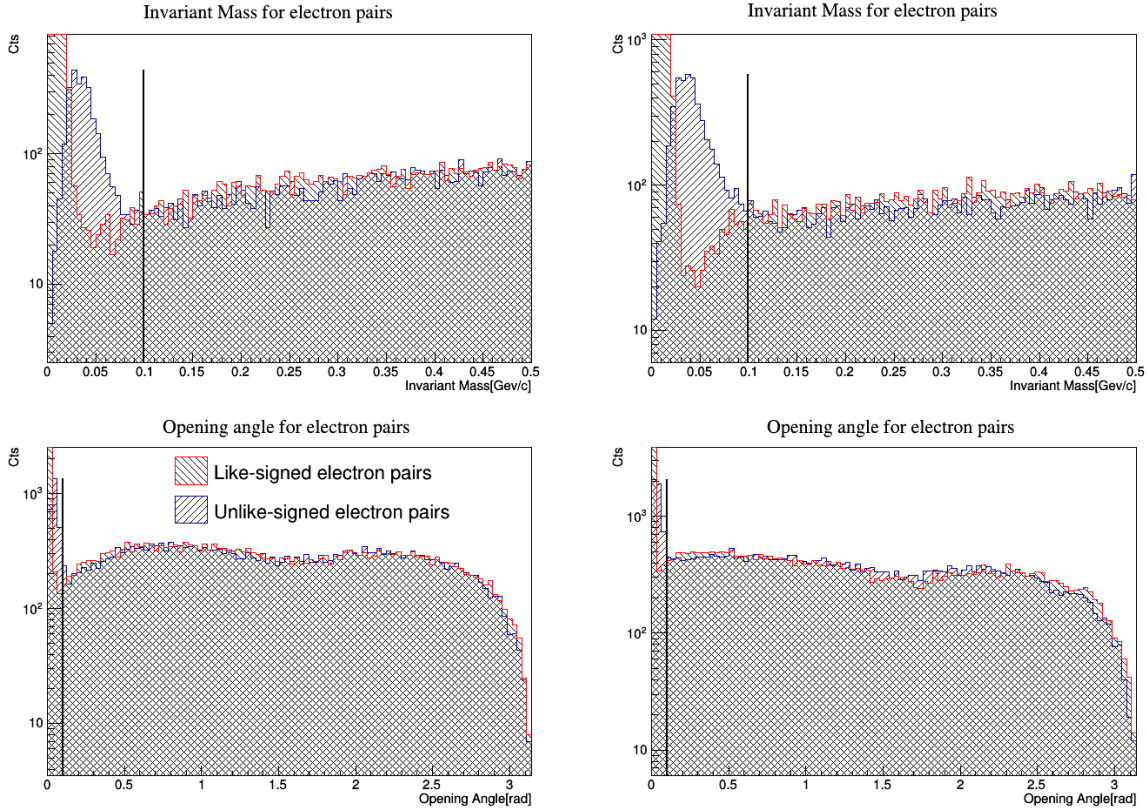 Invariant Mass for electron pairs
Cts
10²
10
0 0.05 0.1 0.15 0.2 0.25 0.3 0.35 0.4 0.45 0.5
Invariant Mass[Gev/c]
Invariant Mass for electron pairs
Cts
10³
10²
10
0 0.05 0.1 0.15 0.2 0.25 0.3 0.35 0.4 0.45 0.5
Invariant Mass[Gev/c]
Opening angle for electron pairs
Cts
10³
10²
10
Like-signed electron pairs
Unlike-signed electron pairs
0 0.5 1 1.5 2 2.5 3
Opening Angle[rad]
Opening angle for electron pairs
Cts
10³
10²
10
0 0.5 1 1.5 2 2.5 3
Opening Angle[rad]